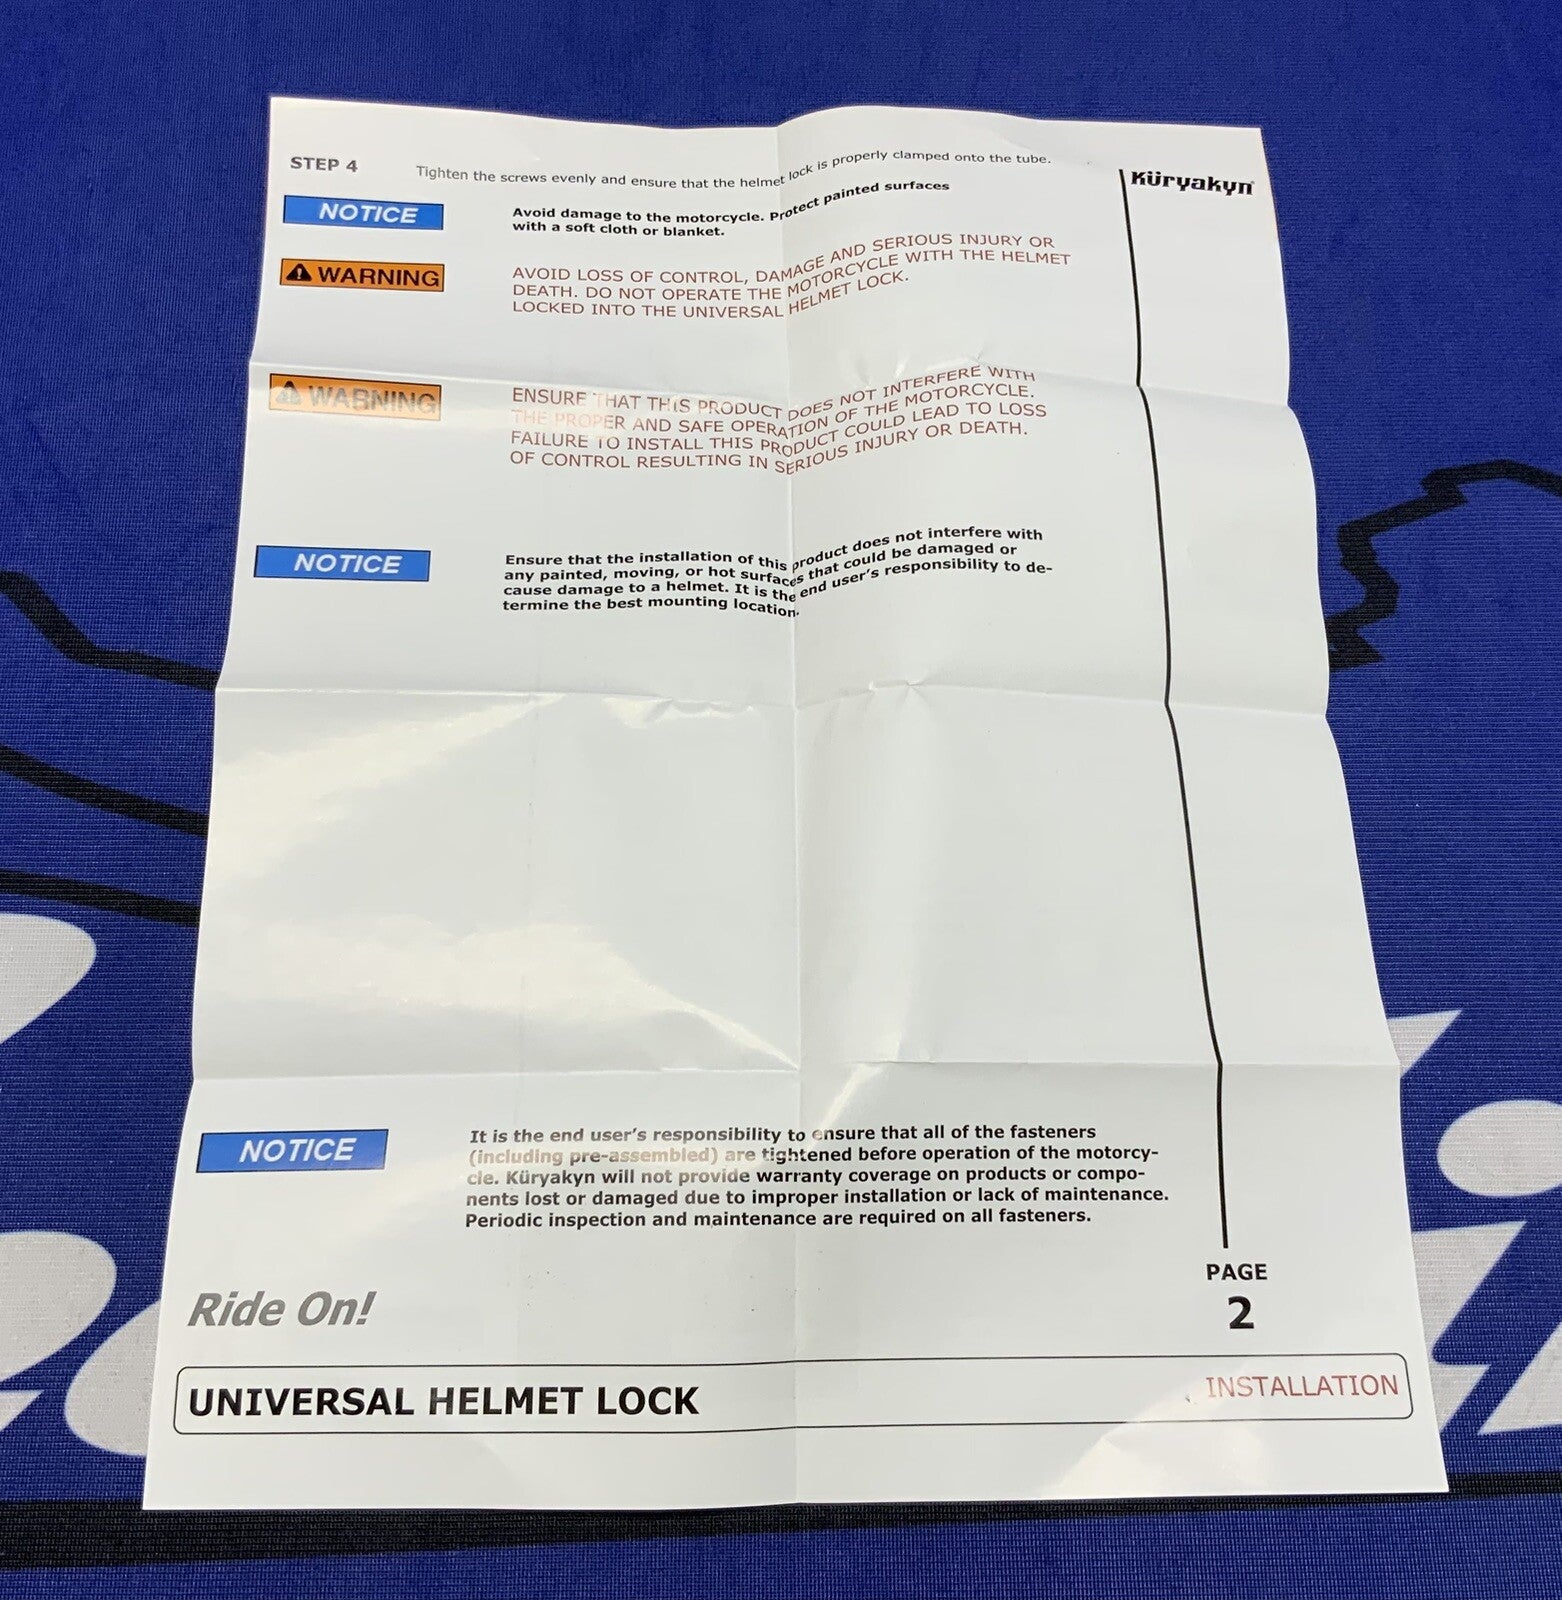 STEP 4 Tighten the screws evenly and ensure that the helmet lock is properly clamped onto the tube.
Küryakyn
NOTICE
Avoid damage to the motorcycle. Protect painted surfaces
with a soft cloth or blanket.
WARNING
AVOID LOSS OF CONTROL, DAMAGE AND SERIOUS INJURY OR
DEATH. DO NOT OPERATE THE MOTORCYCLE WITH THE HELMET
LOCKED INTO THE UNIVERSAL HELMET LOCK.
WARNING
ENSURE THAT THIS PRODUCT DOES NOT INTERFERE WITH
THE PROPER AND SAFE OPERATION OF THE MOTORCYCLE.
FAILURE TO INSTALL THIS PRODUCT COULD LEAD TO LOSS
OF CONTROL RESULTING IN SERIOUS INJURY OR DEATH.
NOTICE
Ensure that the installation of this product does not interfere with
any painted, moving, or hot surfaces that could be damaged or
cause damage to a helmet. It is the end user's responsibility to de-
termine the best mounting location.
NOTICE
It is the end user's responsibility to ensure that all of the fasteners
(including pre-assembled) are tightened before operation of the motorcy-
cle. Küryakyn will not provide warranty coverage on products or compo-
nents lost or damaged due to improper installation or lack of maintenance.
Periodic inspection and maintenance are required on all fasteners.
PAGE
2
Ride On!
UNIVERSAL HELMET LOCK
INSTALLATION